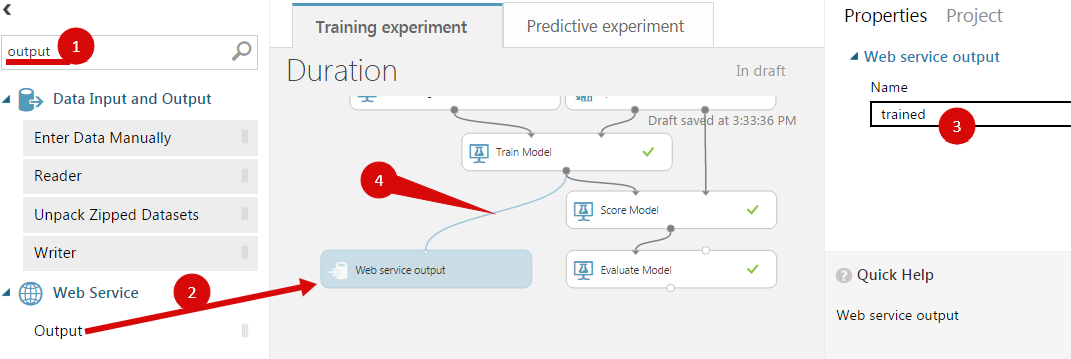 output
1
Data Input and Output
Enter Data Manually
Reader
Unpack Zipped Datasets
Writer
Web Service
2
Output
Training experiment
Predictive experiment
Duration
In draft
Draft saved at 3:33:36 PM
Train Model
4
Score Model
Web service output
Evaluate Model
Properties
Project
Web service output
Name
trained
3
Quick Help
Web service output